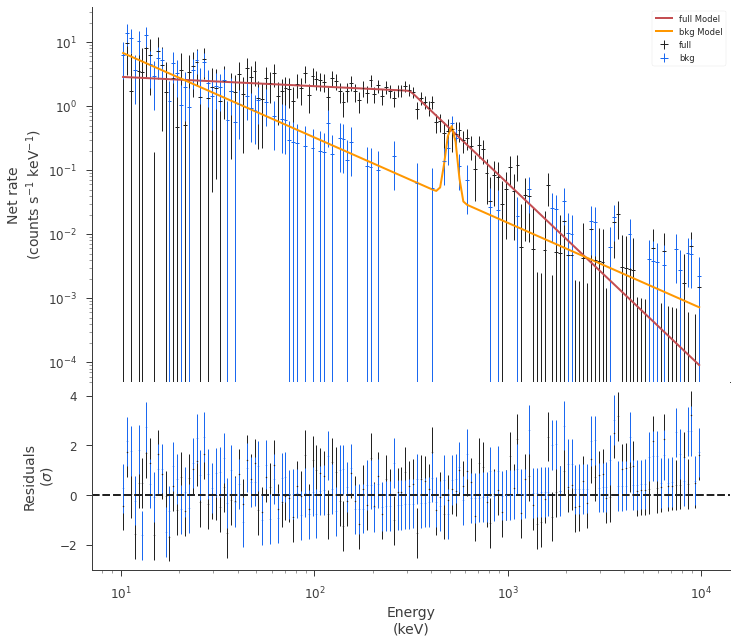 full Model
bkg Model
full
bkg
Net rate
(counts s⁻¹ keV⁻¹)
10¹
10⁰
10⁻¹
10⁻²
10⁻³
10⁻⁴
Residuals
(σ)
4
2
0
−2
10¹
10²
10³
10⁴
Energy
(keV)